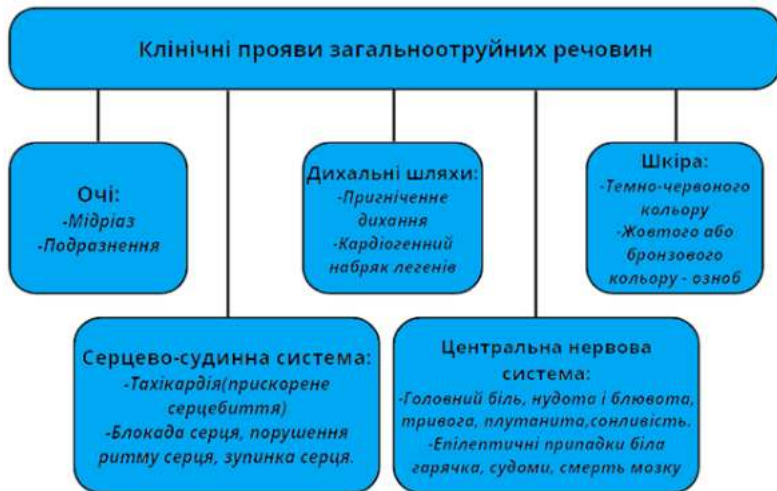 Клінічні прояви загальноотруйних речовин
Очі:
-Мідріаз
-Подразнення
Дихальні шляхи:
-Пригніченне
дихання
-Кардіогенний
набряк легенів
Шкіра:
-Темно-червоного
кольору
-Жовтого або
бронзового
кольору - озноб
Серцево-судинна система:
-Тахікардія(прискорене
серцебиття)
-Блокада серця, порушення
ритму серця, зупинка серця.
Центральна нервова
система:
-Головний біль, нудота і блювота,
тривога, плутанита,сонливість.
-Епілептичні припадки біла
гарячка, судоми, смерть мозку